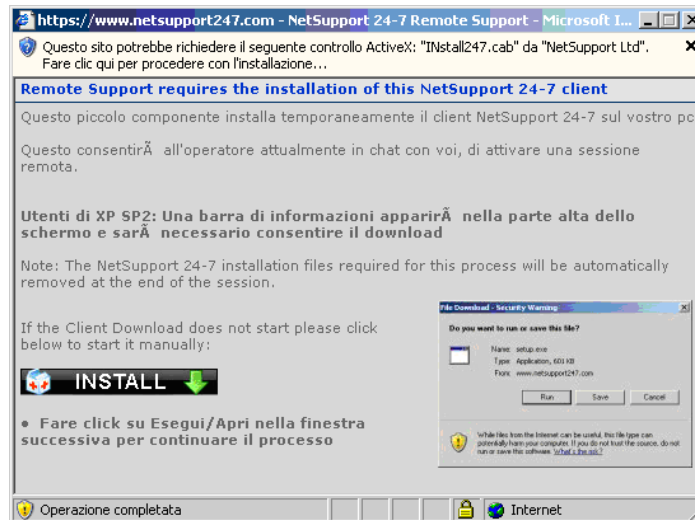 https://www.netsupport247.com - NetSupport 24-7 Remote Support - Microsoft I...
Questo sito potrebbe richiedere il seguente controllo ActiveX: "INstall247.cab" da "NetSupport Ltd".
Fare clic qui per procedere con l'installazione...
Remote Support requires the installation of this NetSupport 24-7 client
Questo piccolo componente installa temporaneamente il client NetSupport 24-7 sul vostro pc
Questo consentirÃ all'operatore attualmente in chat con voi, di attivare una sessione
remota.
Utenti di XP SP2: Una barra di informazioni apparirÃ nella parte alta dello
schermo e sarÃ necessario consentire il download
Note: The NetSupport 24-7 installation files required for this process will be automatically
removed at the end of the session.
If the Client Download does not start please click
below to start it manually:
INSTALL
• Fare click su Esegui/Apri nella finestra
successiva per continuare il processo
File Download - Security Warning
Do you want to run or save this file?
Name: setup.exe
Type: Application, 601 KB
From: www.netsupport247.com
Run Save Cancel
While files from the Internet can be useful, this file type can
potentially harm your computer. If you do not trust the source, do not
run or save this software. What's the risk?
Operazione completata
Internet